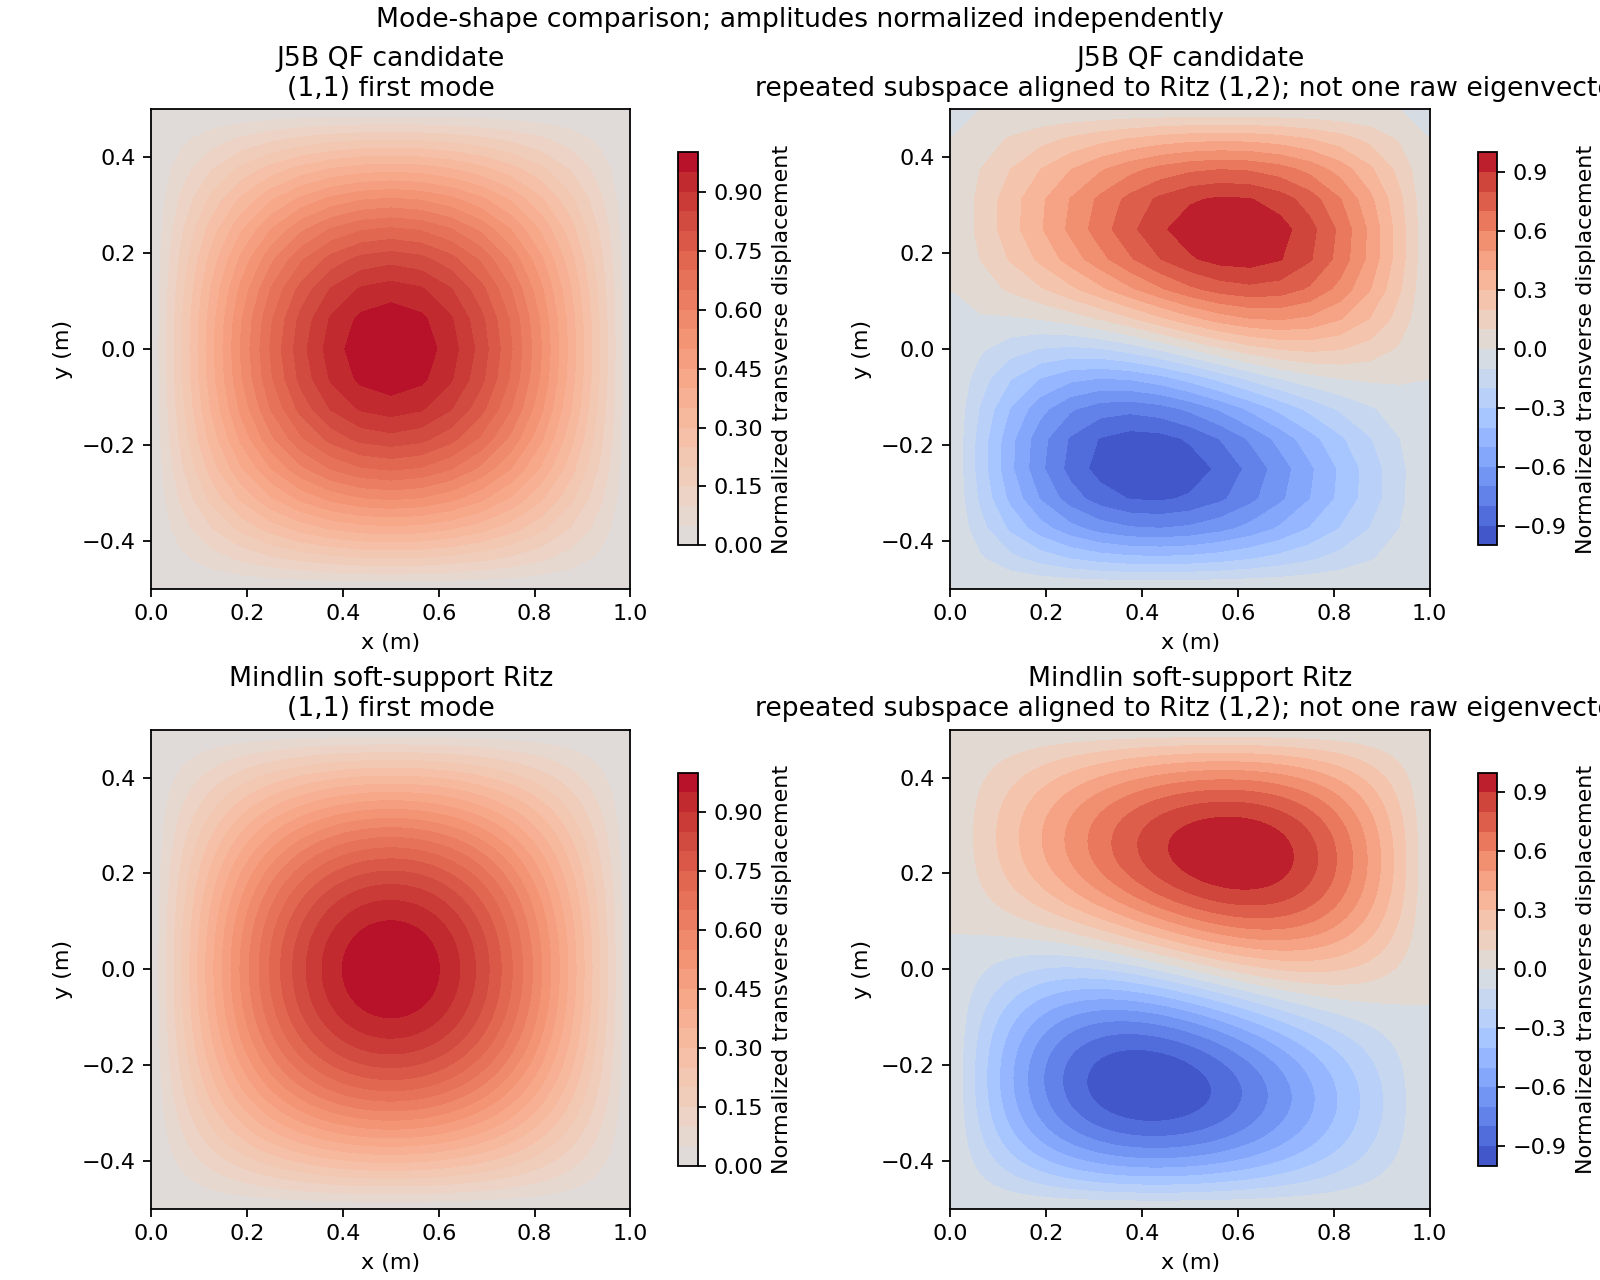 Mode-shape comparison; amplitudes normalized independently
J5B QF candidate
(1,1) first mode
0.4
0.2
0.0
−0.2
−0.4
y (m)
0.0 0.2 0.4 0.6 0.8 1.0
x (m)
0.90
0.75
0.60
0.45
0.30
0.15
0.00
Normalized transverse displacement
J5B QF candidate
repeated subspace aligned to Ritz (1,2); not one raw eigenvect
0.4
0.2
0.0
−0.2
−0.4
y (m)
0.0 0.2 0.4 0.6 0.8 1.0
x (m)
0.9
0.6
0.3
0.0
−0.3
−0.6
−0.9
Normalized transverse displacement
Mindlin soft-support Ritz
(1,1) first mode
0.4
0.2
0.0
−0.2
−0.4
y (m)
0.0 0.2 0.4 0.6 0.8 1.0
x (m)
0.90
0.75
0.60
0.45
0.30
0.15
0.00
Normalized transverse displacement
Mindlin soft-support Ritz
repeated subspace aligned to Ritz (1,2); not one raw eigenvect
0.4
0.2
0.0
−0.2
−0.4
y (m)
0.0 0.2 0.4 0.6 0.8 1.0
x (m)
0.9
0.6
0.3
0.0
−0.3
−0.6
−0.9
Normalized transverse displacement